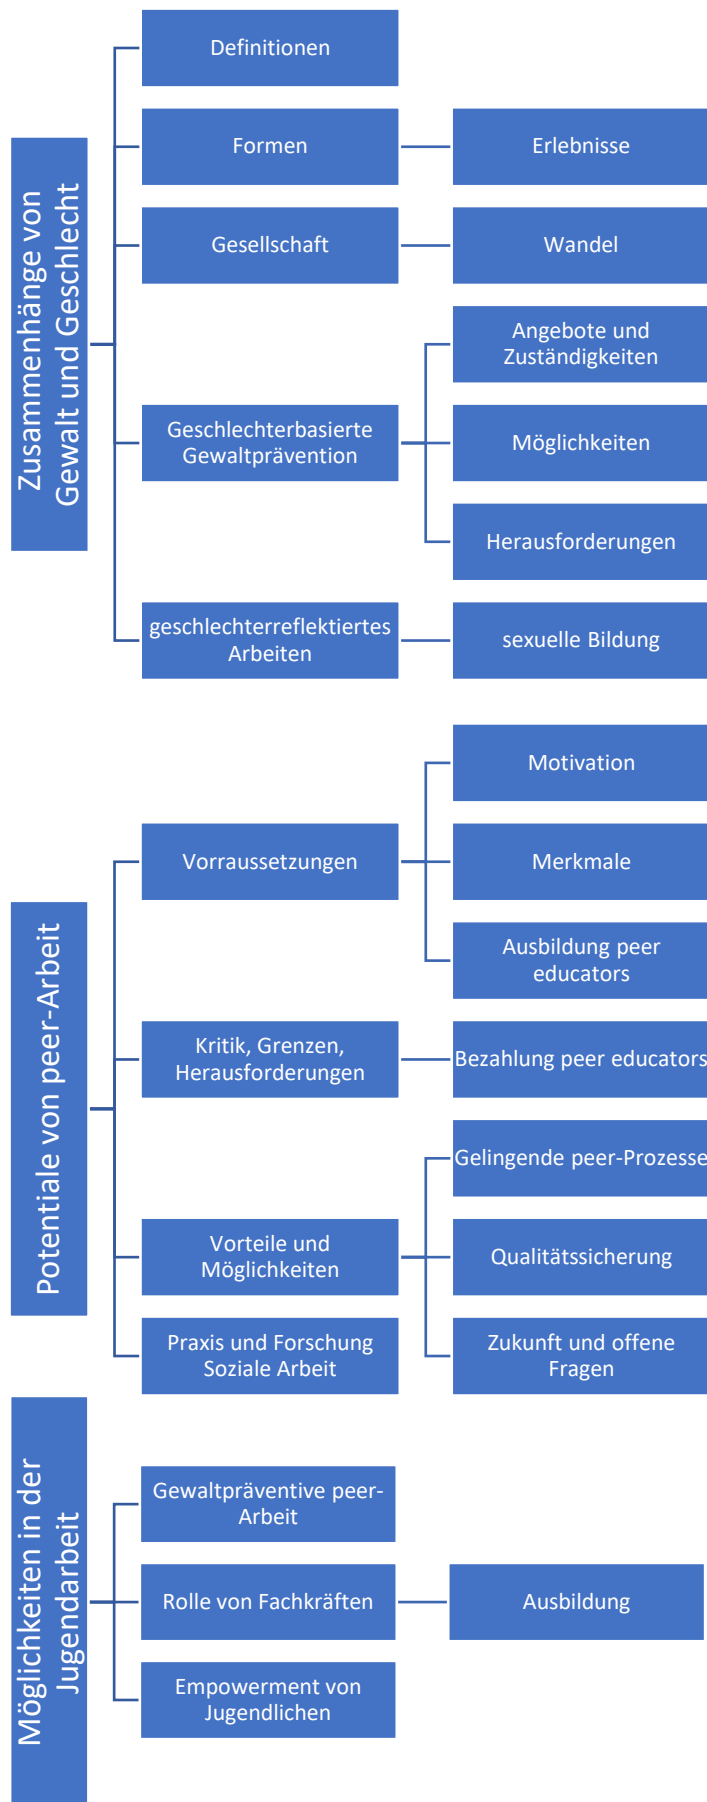 Zusammenhänge von
Gewalt und Geschlecht
Definitionen
Formen
Erlebnisse
Gesellschaft
Wandel
Geschlechterbasierte
Gewaltprävention
Angebote und
Zuständigkeiten
Möglichkeiten
Herausforderungen
geschlechterreflektiertes
Arbeiten
sexuelle Bildung
Potentiale von peer-Arbeit
Vorraussetzungen
Motivation
Merkmale
Ausbildung peer
educators
Kritik, Grenzen,
Herausforderungen
Bezahlung peer educators
Vorteile und
Möglichkeiten
Gelingende peer-Prozesse
Qualitätssicherung
Zukunft und offene
Fragen
Praxis und Forschung
Soziale Arbeit
Möglichkeiten in der
Jugendarbeit
Gewaltpräventive peer-
Arbeit
Rolle von Fachkräften
Ausbildung
Empowerment von
Jugendlichen